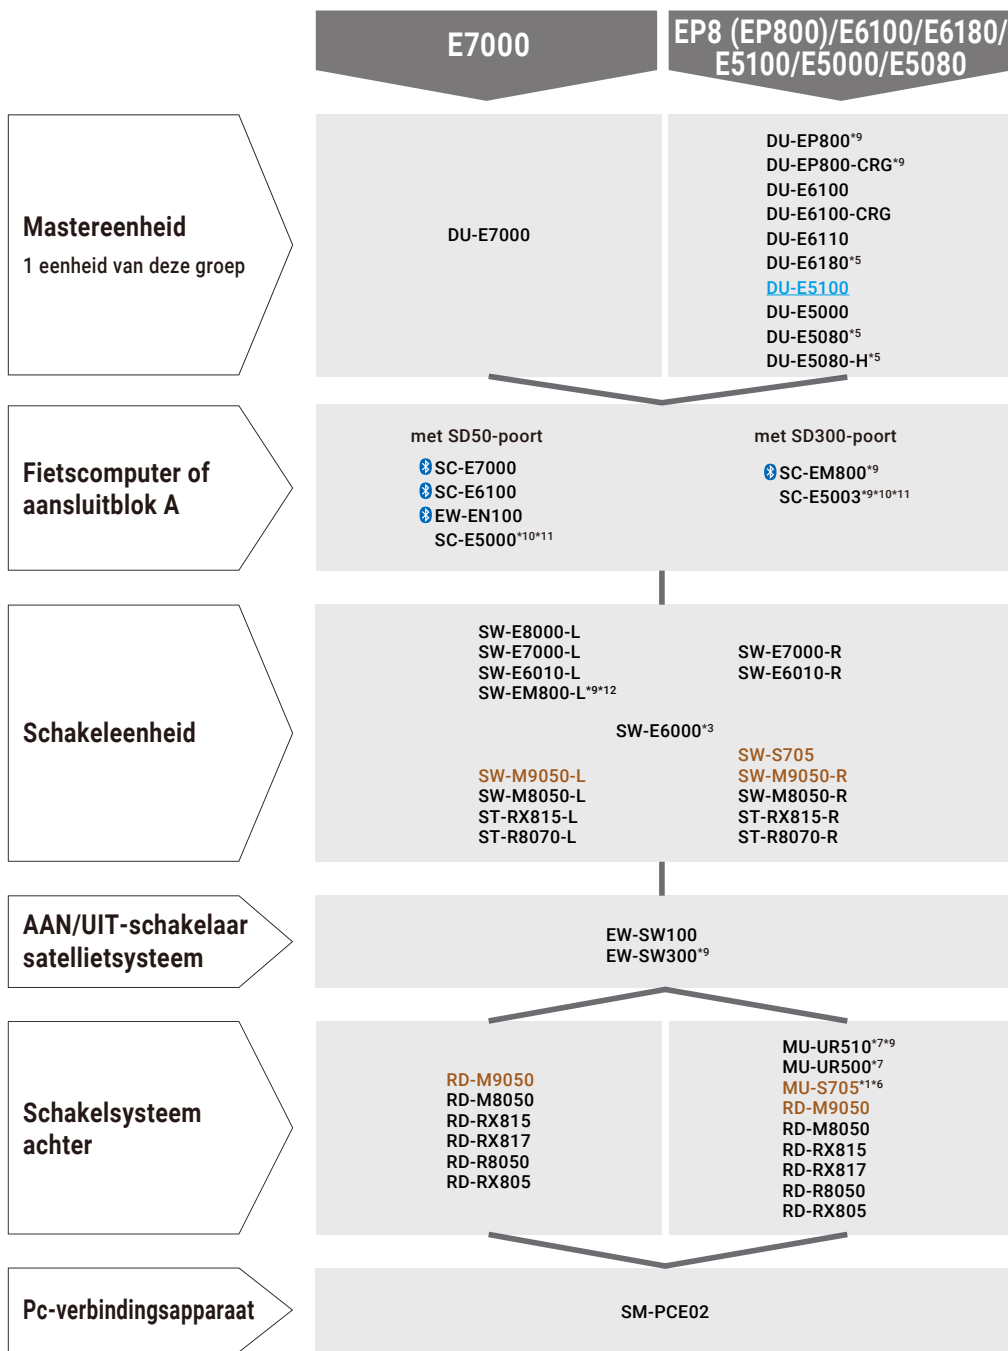 E7000
EP8 (EP800)/E6100/E6180/
E5100/E5000/E5080
Mastereenheid
1 eenheid van deze groep
DU-E7000
DU-EP800*9
DU-EP800-CRG*9
DU-E6100
DU-E6100-CRG
DU-E6110
DU-E6180*5
DU-E5100
DU-E5000
DU-E5080*5
DU-E5080-H*5
Fietscomputer of
aansluitblok A
met SD50-poort
SC-E7000
SC-E6100
EW-EN100
SC-E5000*10*11
met SD300-poort
SC-EM800*9
SC-E5003*9*10*11
Schakeleenheid
SW-E8000-L
SW-E7000-L
SW-E6010-L
SW-EM800-L*9*12
SW-E7000-R
SW-E6010-R
SW-E6000*3
SW-M9050-L
SW-M8050-L
ST-RX815-L
ST-R8070-L
SW-S705
SW-M9050-R
SW-M8050-R
ST-RX815-R
ST-R8070-R
AAN/UIT-schakelaar
satellietsysteem
EW-SW100
EW-SW300*9
Schakelsysteem
achter
RD-M9050
RD-M8050
RD-RX815
RD-RX817
RD-R8050
RD-RX805
MU-UR510*7*9
MU-UR500*7
MU-S705*1*6
RD-M9050
RD-M8050
RD-RX815
RD-RX817
RD-R8050
RD-RX805
Pc-verbindingsapparaat
SM-PCE02